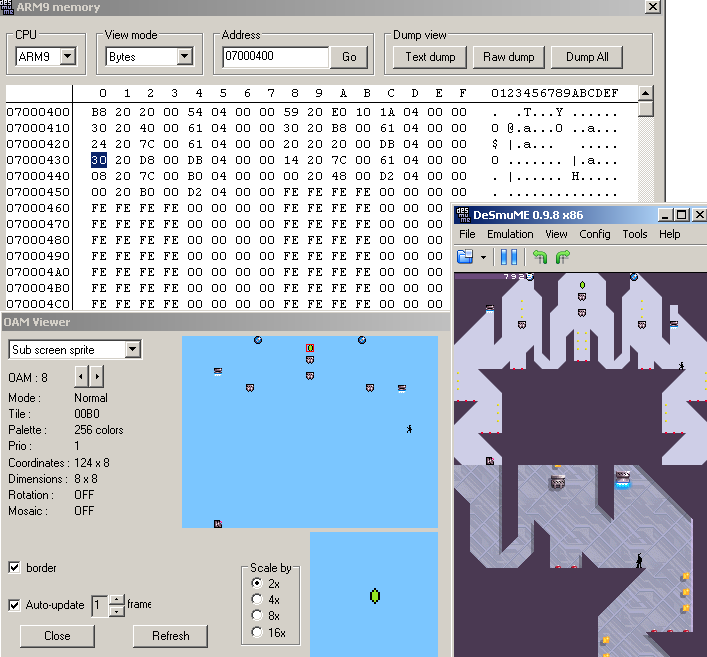 ARM9 memory
CPU
ARM9
View mode
Bytes
Address
07000400
Go
Dump view
Text dump
Raw dump
Dump All
0 1 2 3 4 5 6 7 8 9 A B C D E F 0123456789ABCDEF
07000400 B8 20 20 00 54 04 00 00 59 20 E0 10 1A 04 00 00 . ..T...Y ......
07000410 30 20 40 00 61 04 00 00 30 20 B8 00 61 04 00 00 0 @.a...0 ..a...
07000420 24 20 7C 00 61 04 00 00 20 20 20 00 DB 04 00 00 $ |.a...   .....
07000430 30 20 D8 00 DB 04 00 00 14 20 7C 00 61 04 00 00 0 ....... |.a...
07000440 08 20 7C 00 B0 04 00 00 00 20 48 00 D2 04 00 00 . |...... H.....
07000450 00 20 B0 00 D2 04 00 00 FE FE FE FE 00 00 00 . ..............
07000460 FE FE FE FE 00 00 00 00 FE FE FE FE 00 00 00
07000470 FE FE FE FE 00 00 00 00 FE FE FE FE 00 00 00
07000480 FE FE FE FE 00 00 00 00 FE FE FE FE 00 00 00
07000490 FE FE FE FE 00 00 00 00 FE FE FE FE 00 00 00
070004A0 FE FE FE FE 00 00 00 00 FE FE FE FE 00 00 00
070004B0 FE FE FE FE 00 00 00 00 FE FE FE FE 00 00 00
070004C0 FE FE FE FE 00 00 00 00 FE FE FE FE 00 00 00
DeSmuME 0.9.8 x86
File Emulation View Config Tools Help
OAM Viewer
Sub screen sprite
OAM : 8
Mode : Normal
Tile : 00B0
Palette : 256 colors
Prio : 1
Coordinates : 124 x 8
Dimensions : 8 x 8
Rotation : OFF
Mosaic : OFF
border
Auto-update 1 frame
Close
Refresh
Scale by
2x
4x
8x
16x